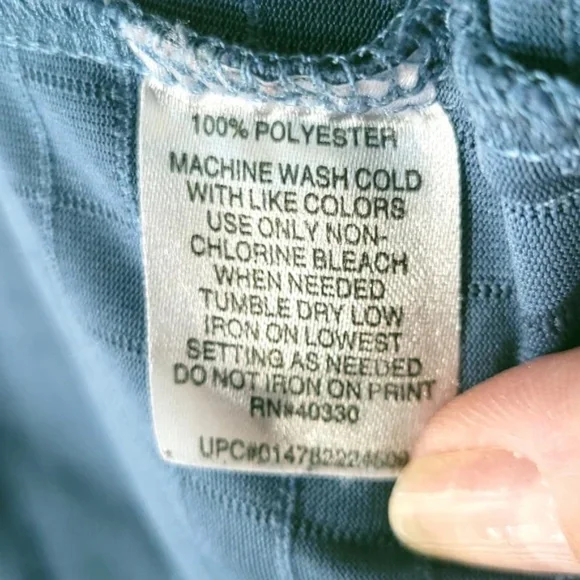 100% POLYESTER
MACHINE WASH COLD
WITH LIKE COLORS
USE ONLY NON-
CHLORINE BLEACH
WHEN NEEDED
TUMBLE DRY LOW
IRON ON LOWEST
SETTING AS NEEDED
DO NOT IRON ON PRINT
RN#40330